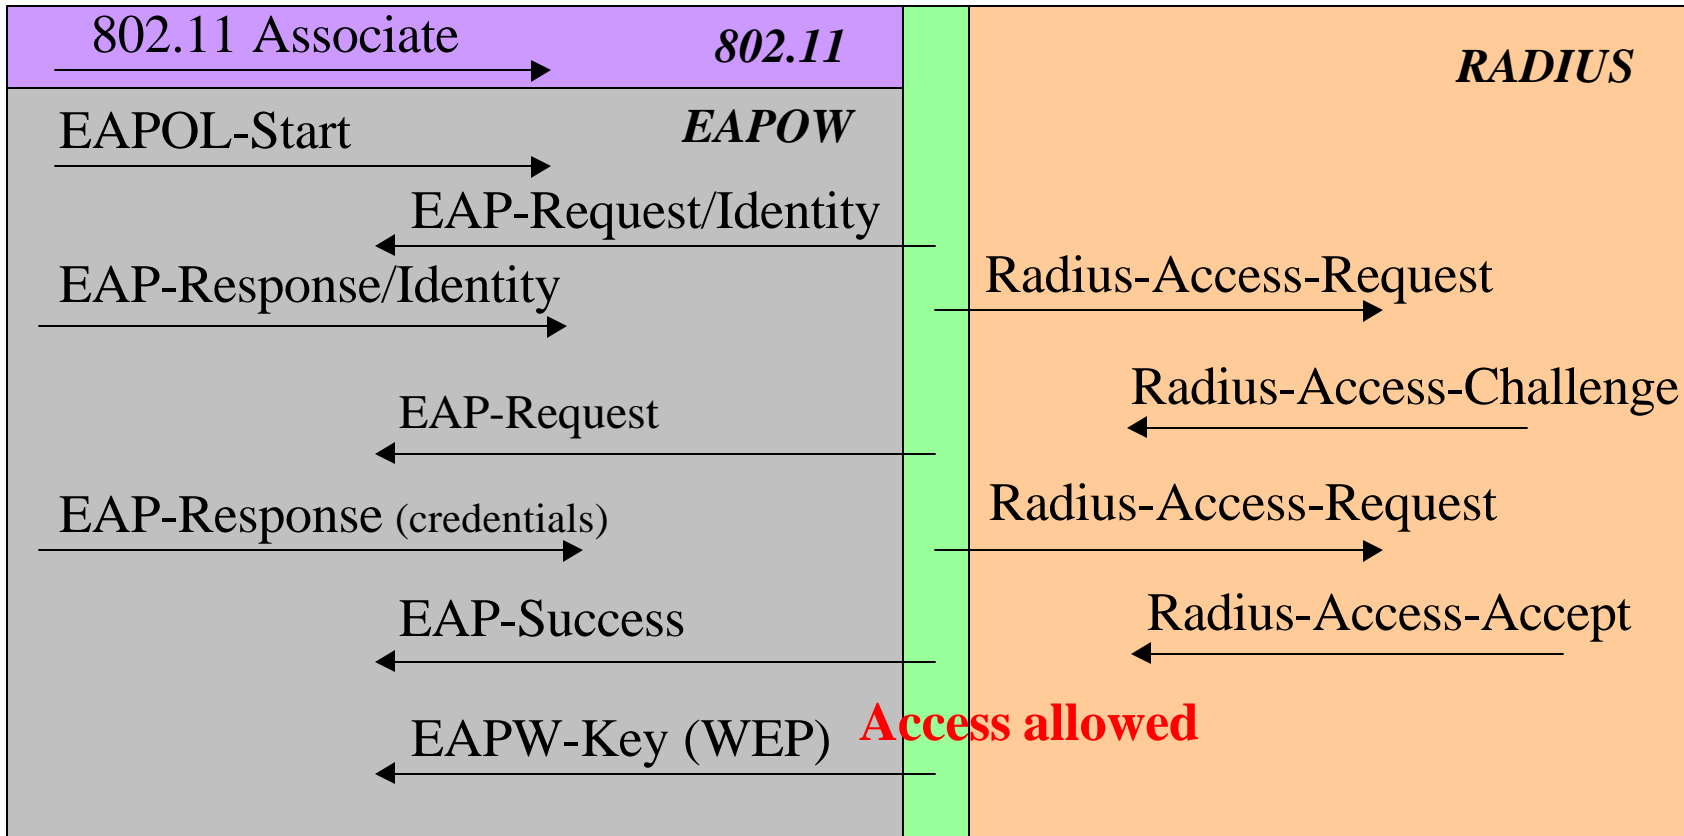 802.11 Associate
802.11
RADIUS
EAPOL-Start
EAPOW
EAP-Request/Identity
EAP-Response/Identity
Radius-Access-Request
EAP-Request
Radius-Access-Challenge
EAP-Response (credentials)
Radius-Access-Request
EAP-Success
Radius-Access-Accept
EAPW-Key (WEP)
Access allowed